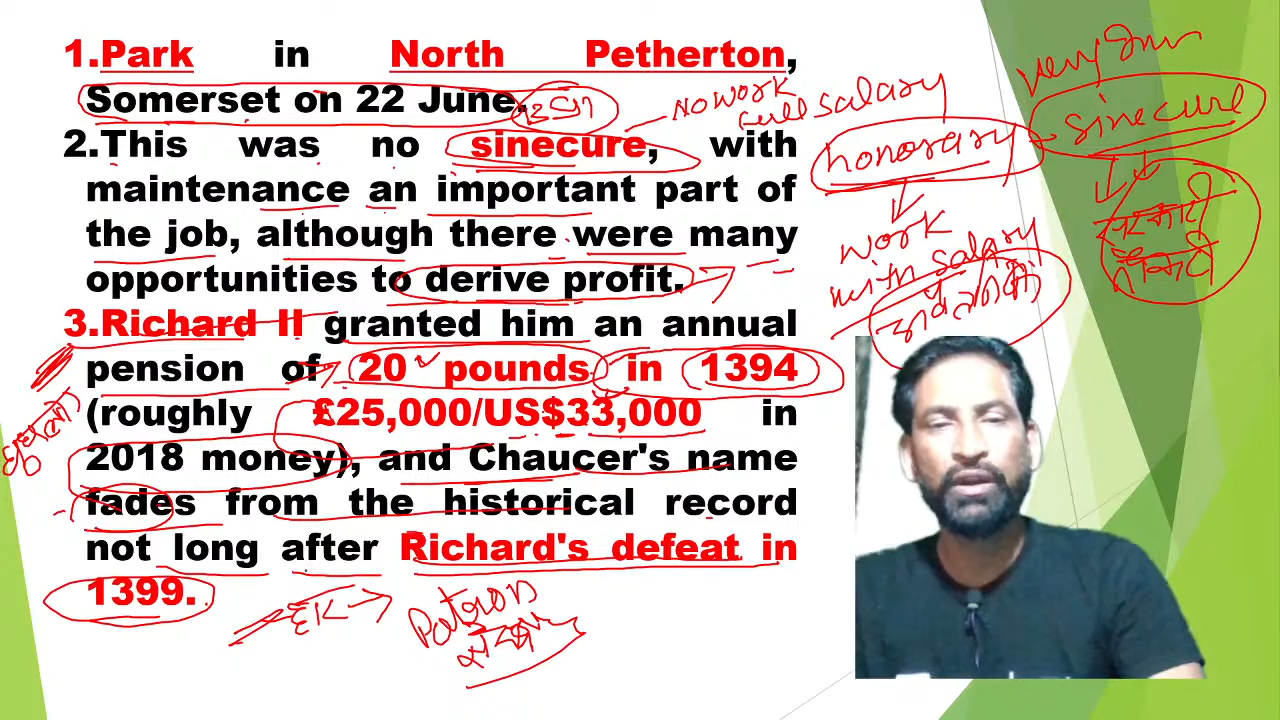 1.Park in North Petherton,
Somerset on 22 June.
2.This was no sinecure, with
maintenance an important part of
the job, although there were many
opportunities to derive profit.
3.Richard II granted him an annual
pension of 20 pounds in 1394
(roughly £25,000/US$33,000 in
2018 money), and Chaucer's name
fades from the historical record
not long after Richard's defeat in
1399.
No work
full salary
honorary
sinecure
work
with salary
very
Patron